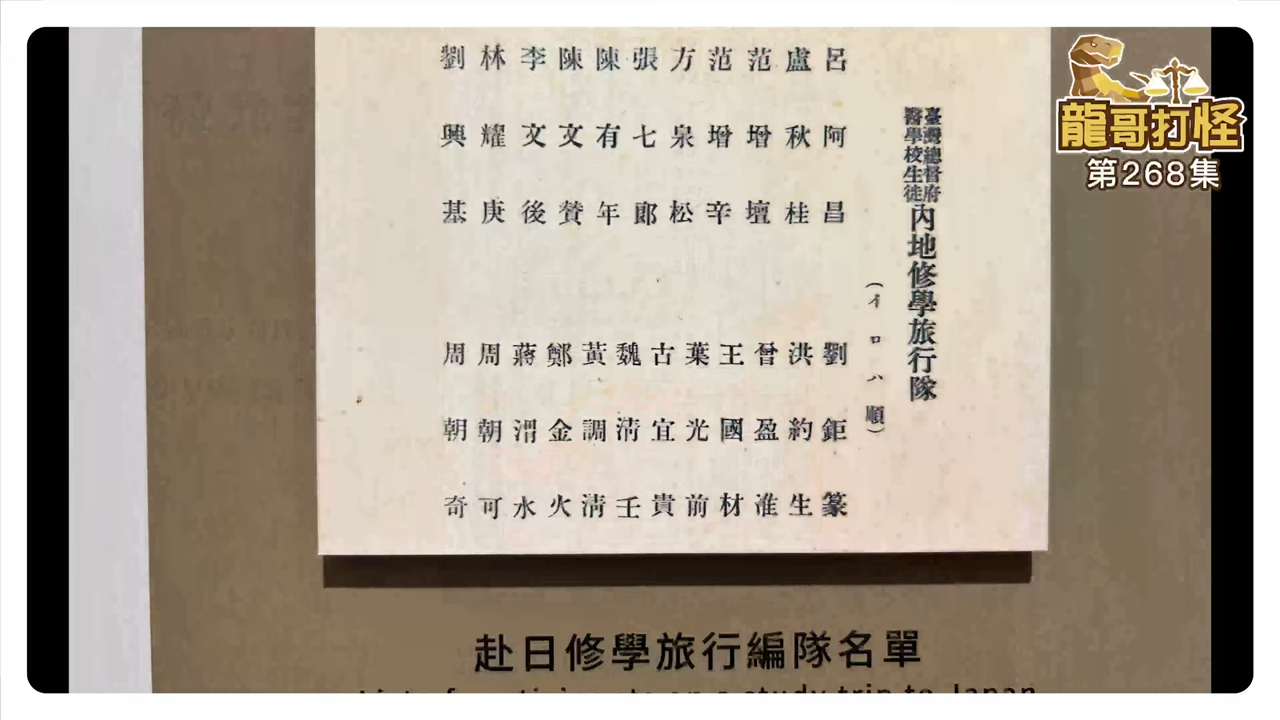 臺灣總督府
醫學校生徒
內地修學旅行隊
（イロハ順）
呂阿昌
盧秋桂
范增壇
范增辛
方泉松
張七郞
陳有年
陳文贊
李文後
林耀庚
劉興基
劉鉅篆
洪約生
曾盈准
王國材
葉光前
古宜貴
魏清壬
黃調清
鄭金火
蔣渭水
周朝可
周朝奇
赴日修學旅行編隊名單
龍哥打怪
第268集